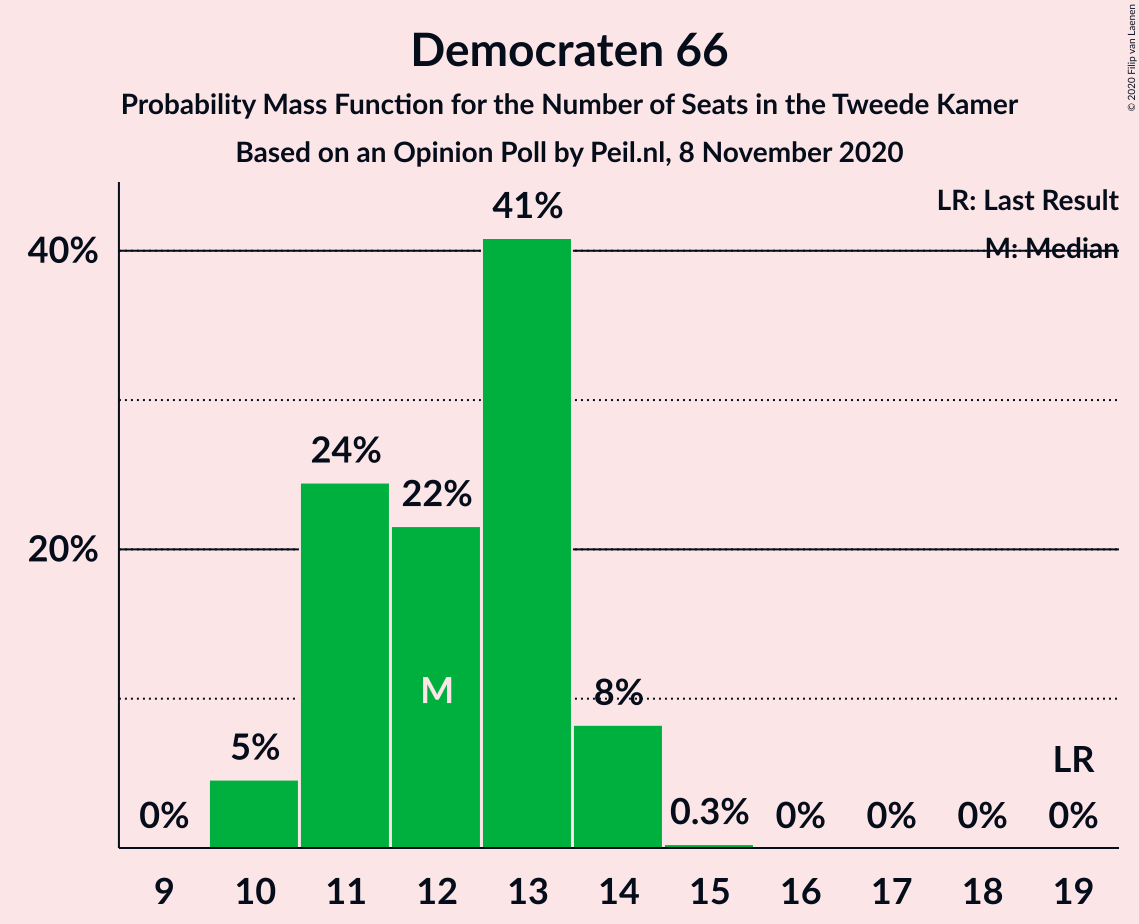 Democraten 66
Probability Mass Function for the Number of Seats in the Tweede Kamer
Based on an Opinion Poll by Peil.nl, 8 November 2020
© 2020 Filip van Laenen
LR: Last Result
M: Median
40%
20%
0%
5%
24%
22%
41%
8%
0.3%
0%
0%
0%
0%
M
LR
9 10 11 12 13 14 15 16 17 18 19